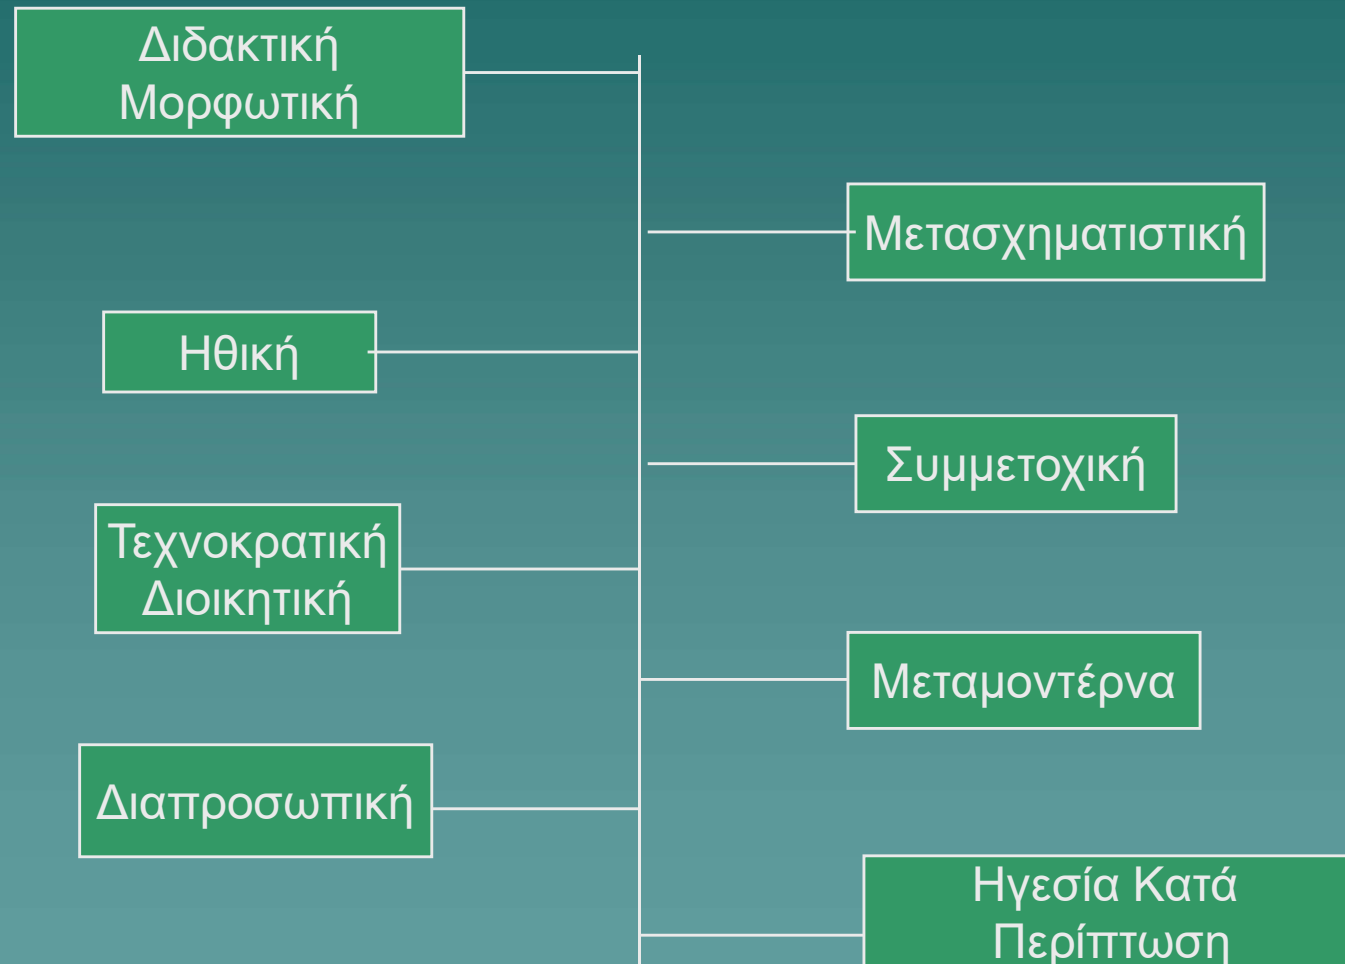 Διδακτική
Μορφωτική
Μετασχηματιστική
Ηθική
Συμμετοχική
Τεχνοκρατική
Διοικητική
Μεταμοντέρνα
Διαπροσωπική
Ηγεσία Κατά
Περίπτωση